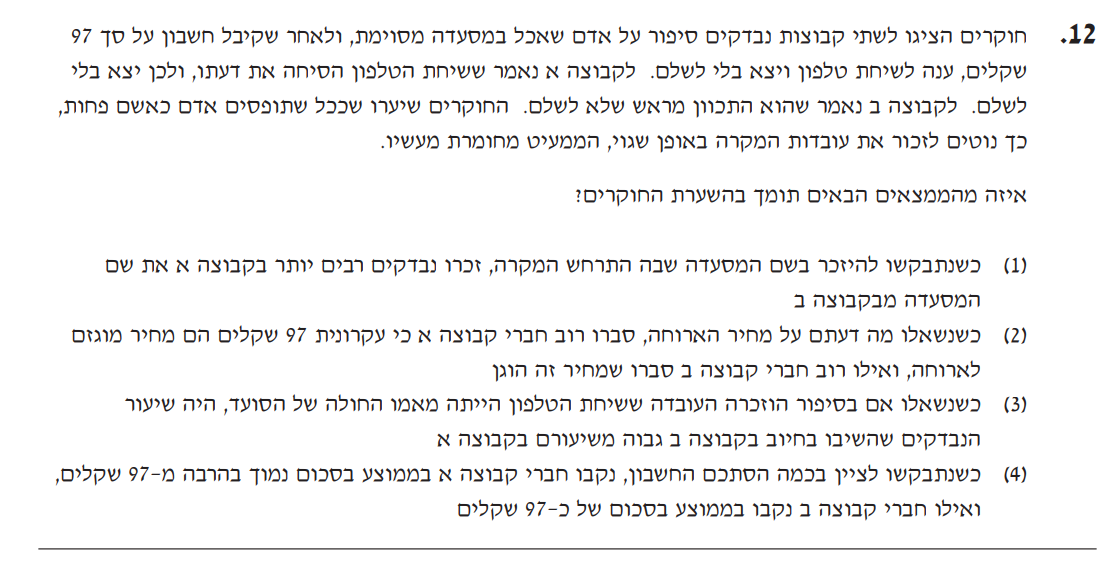 12. חוקרים הציגו לשתי קבוצות נבדקים סיפור על אדם שאכל במסעדה מסוימת, ולאחר שקיבל חשבון על סך 97
שקלים, ענה לשיחת טלפון ויצא בלי לשלם. לקבוצה א נאמר ששיחת הטלפון הסיחה את דעתו, ולכן יצא בלי
לשלם. לקבוצה ב נאמר שהוא התכוון מראש שלא לשלם. החוקרים שיערו שככל שתופסים אדם כאשם פחות,
כך נוטים לזכור את עובדות המקרה באופן שגוי, הממעיט מחומרת מעשיו.
איזה מהממצאים הבאים תומך בהשערת החוקרים?
(1) כשנתבקשו להיזכר בשם המסעדה שבה התרחש המקרה, זכרו נבדקים רבים יותר בקבוצה א את שם
המסעדה מבקבוצה ב
(2) כשנשאלו מה דעתם על מחיר הארוחה, סברו רוב חברי קבוצה א כי עקרונית 97 שקלים הם מחיר מוגזם
לארוחה, ואילו רוב חברי קבוצה ב סברו שמחיר זה הוגן
(3) כשנשאלו אם בסיפור הוזכרה העובדה ששיחת הטלפון הייתה מאמו החולה של הסועד, היה שיעור
הנבדקים שהשיבו בחיוב בקבוצה ב גבוה משיעורם בקבוצה א
(4) כשנתבקשו לציין בכמה הסתכם החשבון, נקבו חברי קבוצה א בממוצע בסכום נמוך בהרבה מ-97 שקלים,
ואילו חברי קבוצה ב נקבו בממוצע בסכום של כ-97 שקלים